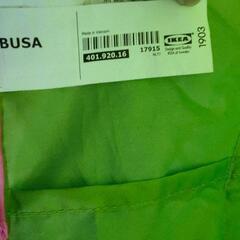 BUSA
Made in Vietnam
401.920.16
17915
IKEA
Design and Quality
IKEA of Sweden
1903